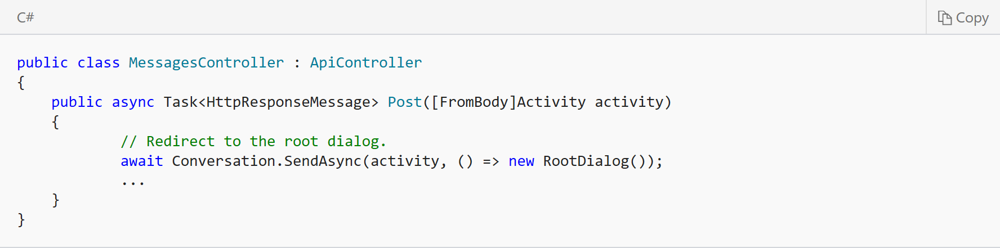 C#
Copy
public class MessagesController : ApiController
{
    public async Task<HttpResponseMessage> Post([FromBody]Activity activity)
    {
            // Redirect to the root dialog.
            await Conversation.SendAsync(activity, () => new RootDialog());
            ...
    }
}